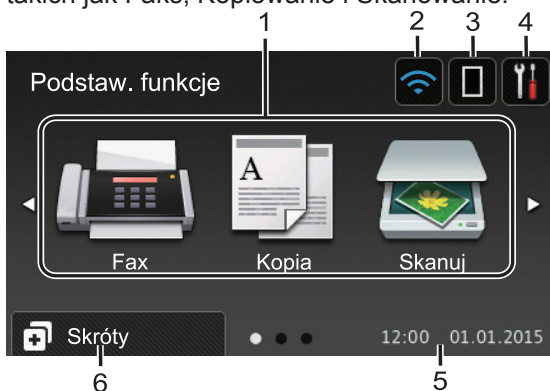 takich jak Faks, Kopiowanie i Skanowanie.
1 2 3 4
Podstaw. funkcje
A
Fax Kopia Skanuj
Skróty 12:00 01.01.2015
6 5